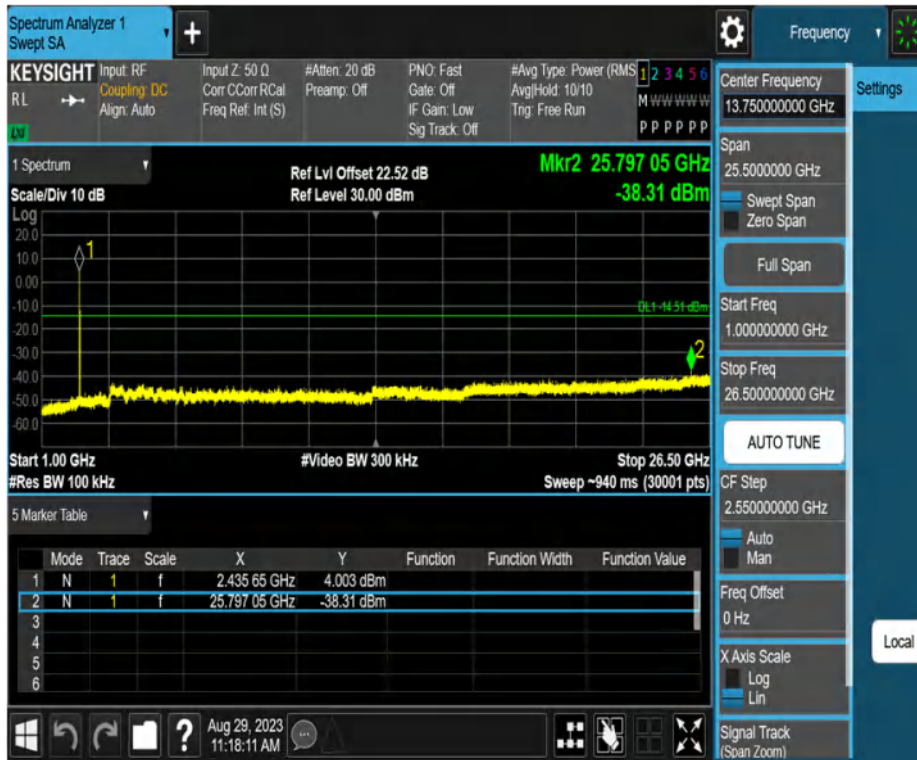 Spectrum Analyzer 1
Swept SA
+
Frequency
KEYSIGHT
RL
LXI
Input: RF
Coupling: DC
Align: Auto
Input Z: 50 Ω
Corr CCorr RCal
Freq Ref: Int (S)
#Atten: 20 dB
Preamp: Off
PNO: Fast
Gate: Off
IF Gain: Low
Sig Track: Off
#Avg Type: Power (RMS
Avg|Hold: 10/10
Trig: Free Run
1 2 3 4 5 6
M W W W W W
P P P P P P
1 Spectrum
Scale/Div 10 dB
Ref Lvl Offset 22.52 dB
Ref Level 30.00 dBm
Mkr2 25.797 05 GHz
-38.31 dBm
Log
20.0
10.0
0.00
-10.0
-20.0
-30.0
-40.0
-50.0
-60.0
1
DL1 -14.51 dBm
2
Start 1.00 GHz
#Video BW 300 kHz
Stop 26.50 GHz
#Res BW 100 kHz
Sweep ~940 ms (30001 pts)
5 Marker Table
Mode Trace Scale X Y Function Function Width Function Value
1 N 1 f 2.435 65 GHz 4.003 dBm
2 N 1 f 25.797 05 GHz -38.31 dBm
3
4
5
6
?
Aug 29, 2023
11:18:11 AM
Center Frequency
13.750000000 GHz
Span
25.5000000 GHz
Swept Span
Zero Span
Full Span
Start Freq
1.000000000 GHz
Stop Freq
26.500000000 GHz
AUTO TUNE
CF Step
2.550000000 GHz
Auto
Man
Freq Offset
0 Hz
X Axis Scale
Log
Lin
Signal Track
(Span Zoom)
Settings
Local